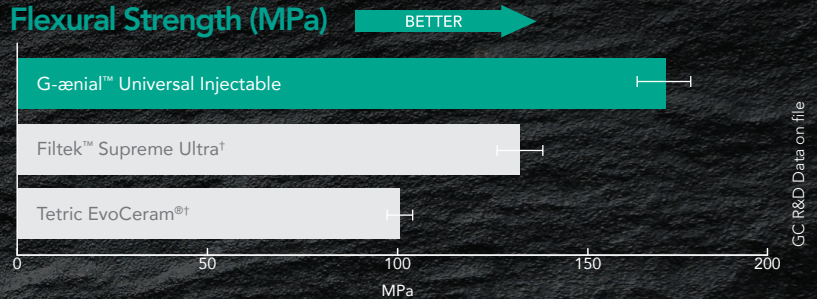 Flexural Strength (MPa)
BETTER
G-ænial™ Universal Injectable
Filtek™ Supreme Ultra†
Tetric EvoCeram®†
GC R&D Data on file
0 50 100 150 200
MPa